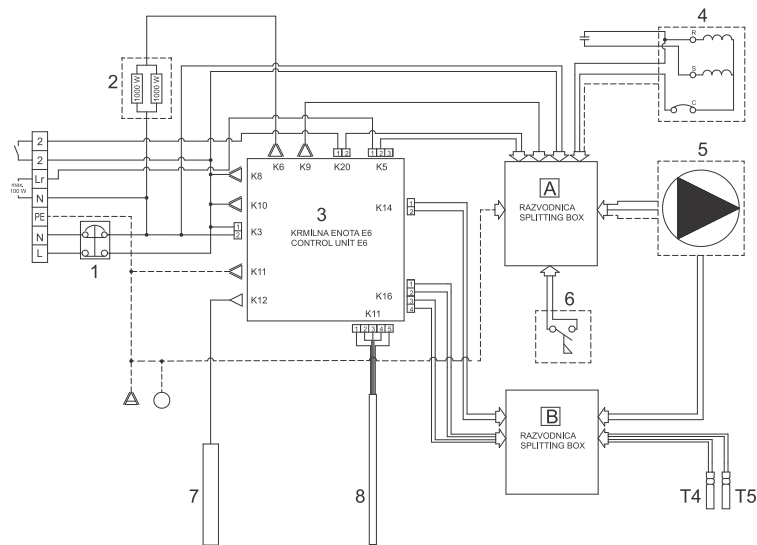 4
R
S
C
2
1000 W
1000 W
2
2
Lr
max.
100 W
N
PE
N
L
1
K6
K9
1 2
K20
1 2 3
K5
K8
K10
1
2
K3
K11
K12
3
KRMILNA ENOTA E6
CONTROL UNIT E6
K14
1
2
K16
1
2
3
4
K11
1 2 3 4 5
A
RAZVODNICA
SPLITTING BOX
5
6
B
RAZVODNICA
SPLITTING BOX
7
8
T4
T5